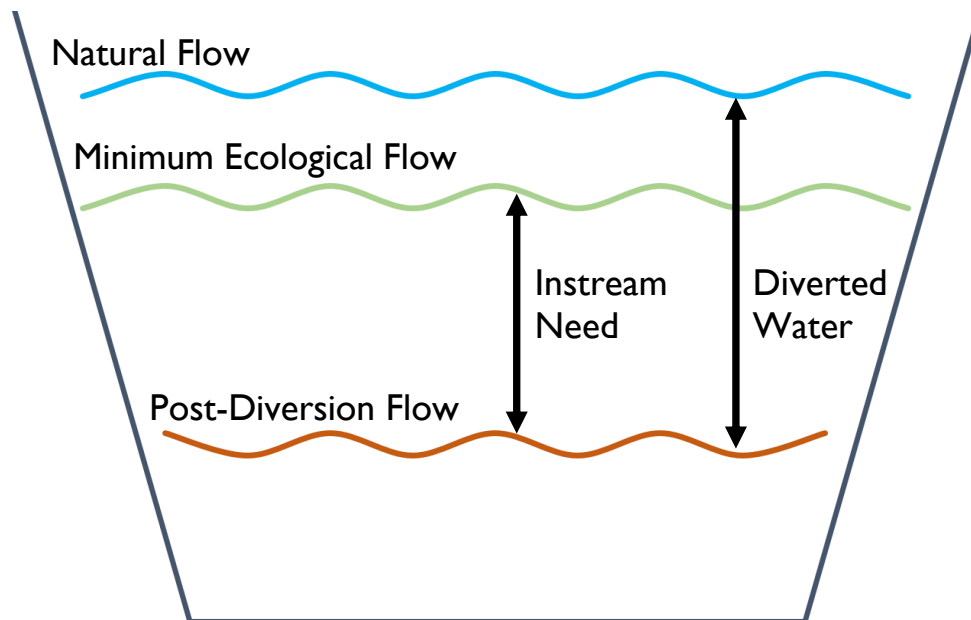 Natural Flow
Minimum Ecological Flow
Instream
Need
Diverted
Water
Post-Diversion Flow